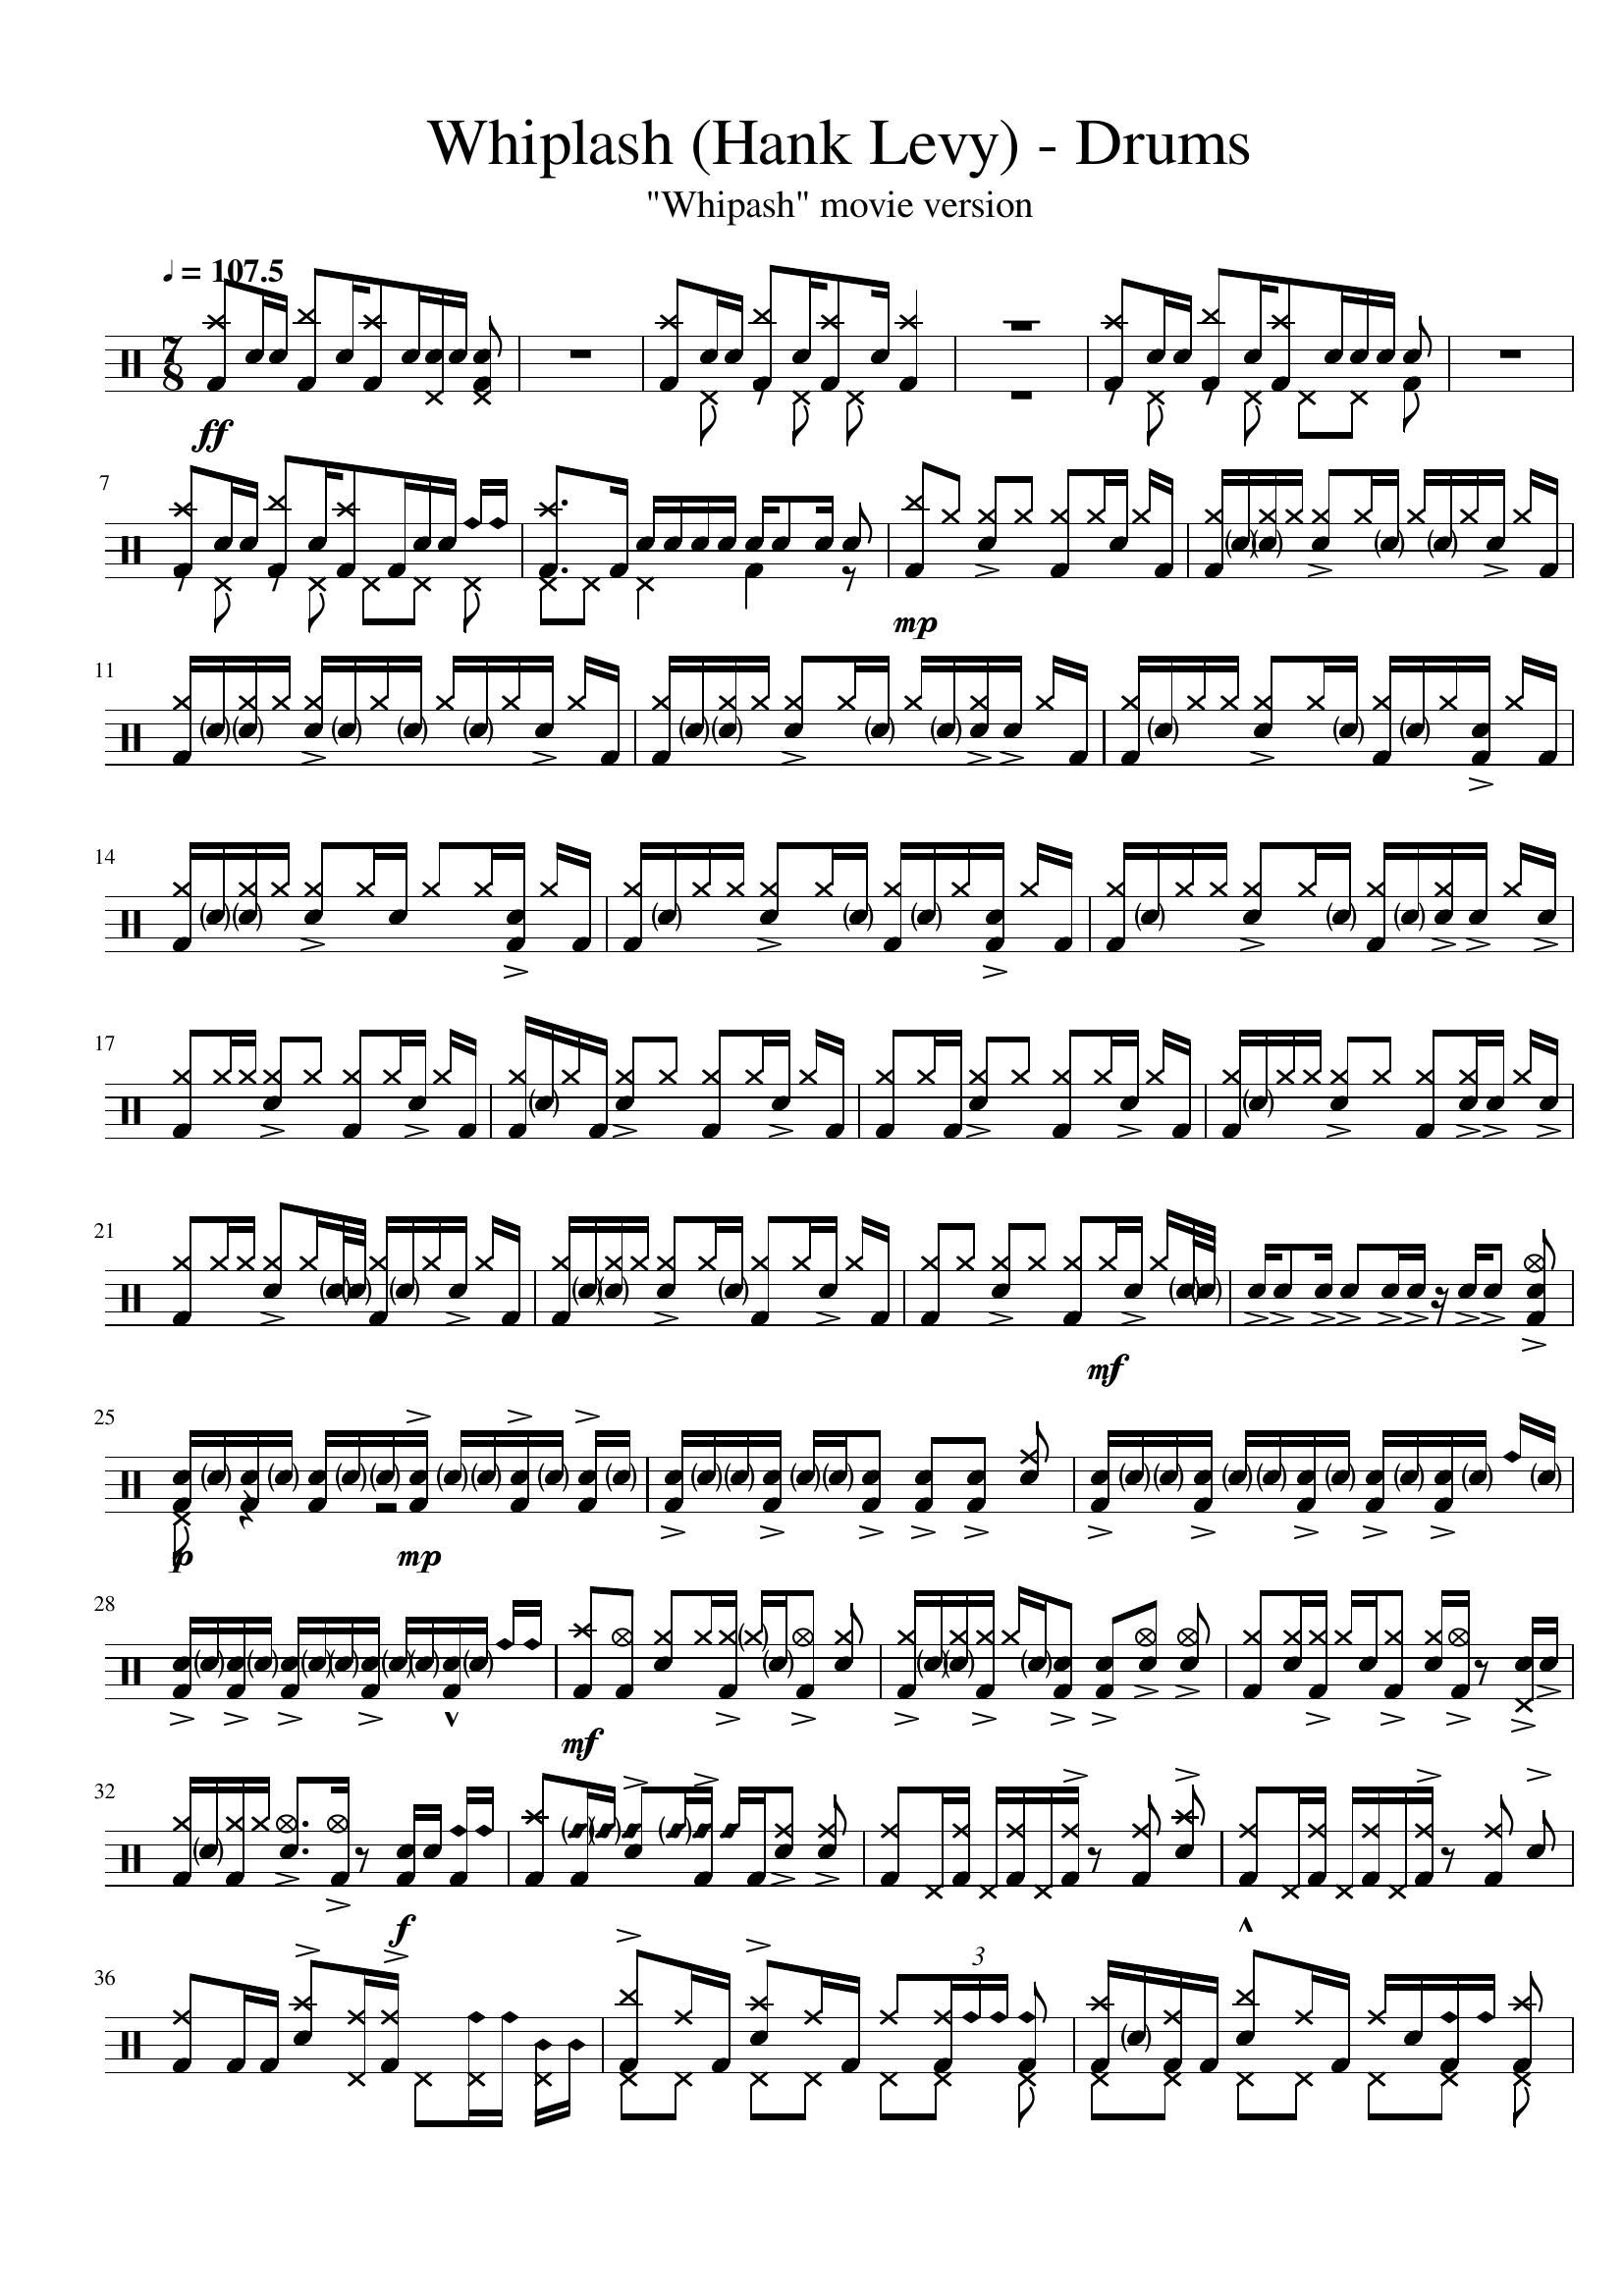 Whiplash (Hank Levy) - Drums
"Whipash" movie version
♩ = 107.5
7
8
ff
7
mp
11
14
17
21
mf
25
p
mp
28
mf
32
f
36
3